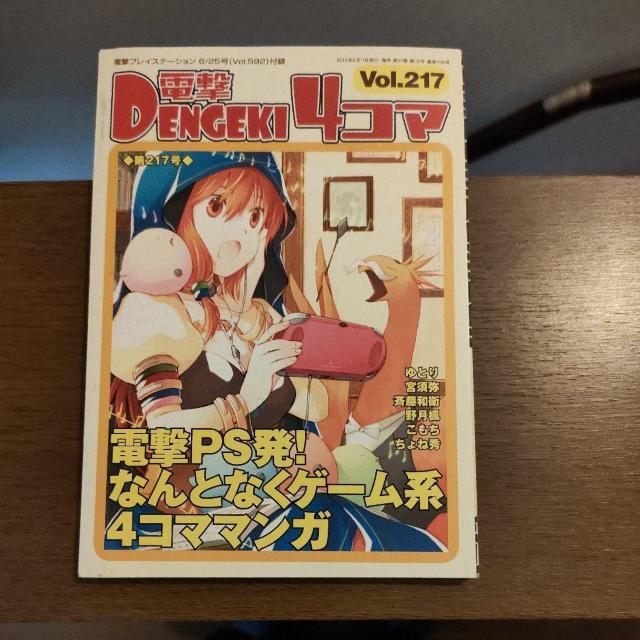 電撃プレイステーション 6/25号(Vol.592)付録
電撃
DENGEKI 4コマ
Vol.217
◆第217号◆
ゆとり
宮須弥
斉藤和衛
野月楓
こもち
ちょね秀
電撃PS発!
なんとなくゲーム系
4コママンガ